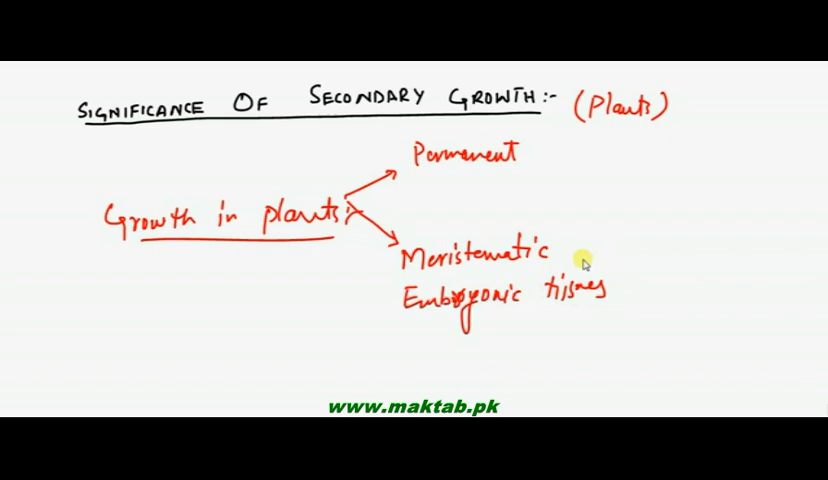 SIGNIFICANCE OF SECONDARY GROWTH:- (Plants)
Permanent
Growth in plants:-
Meristematic
Embryonic tissues
www.maktab.pk